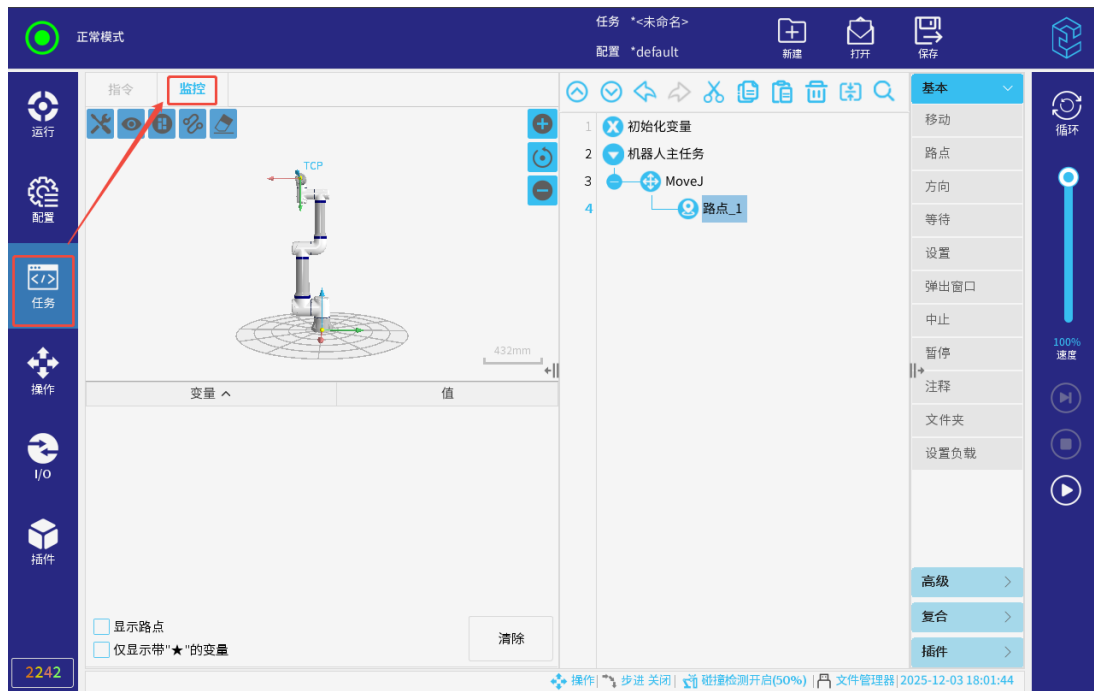 正常模式
任务 *<未命名>
配置 *default
新建
打开
保存
运行
配置
任务
操作
I/O
插件
2242
指令 监控
TCP
432mm
变量 值
显示路点
仅显示带"★"的变量
清除
1 初始化变量
2 机器人主任务
3 MoveJ
4 路点_1
基本
移动
路点
方向
等待
设置
弹出窗口
中止
暂停
注释
文件夹
设置负载
高级
复合
插件
循环
100%
速度
操作| 步进 关闭| 碰撞检测开启(50%) | 文件管理器|2025-12-03 18:01:44